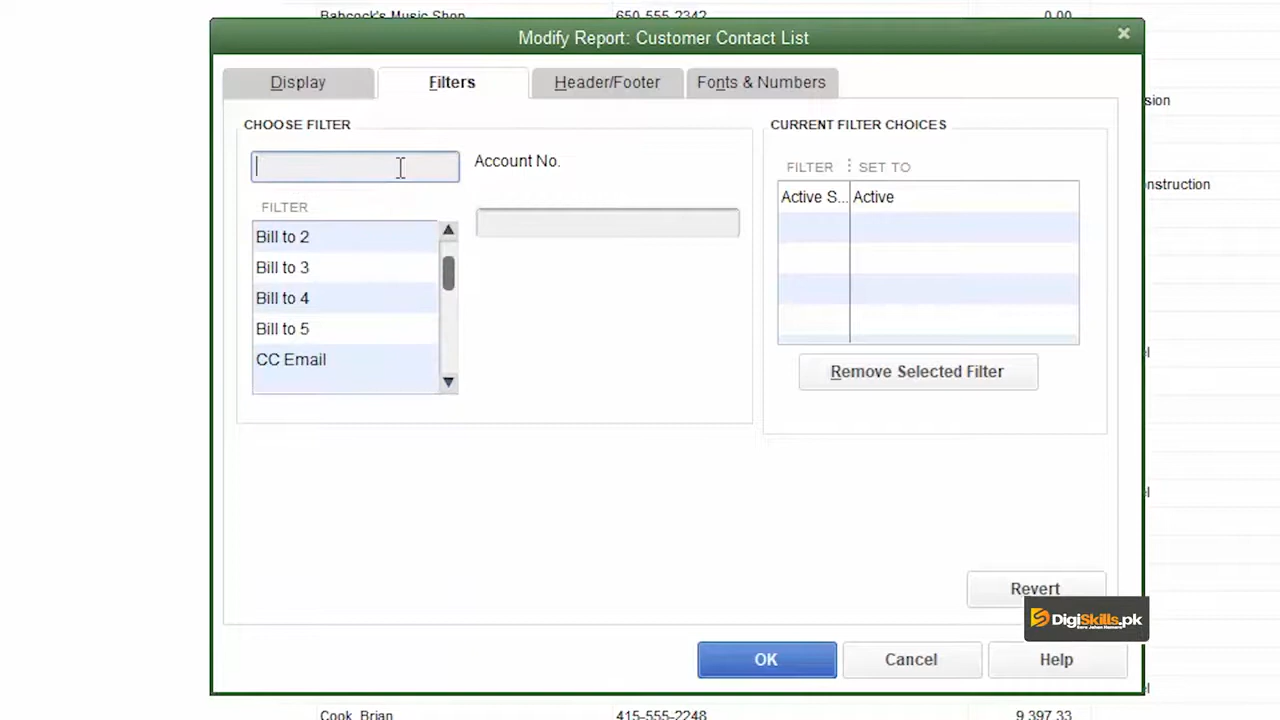 Babcock's Music Shop 650-555-2342 0.00
Modify Report: Customer Contact List
Display Filters Header/Footer Fonts & Numbers
CHOOSE FILTER
Account No.
FILTER
Bill to 2
Bill to 3
Bill to 4
Bill to 5
CC Email
CURRENT FILTER CHOICES
FILTER SET TO
Active S... Active
Remove Selected Filter
Revert
DigiSkills.pk
OK Cancel Help
sion
nstruction
el
el
el
Cook, Brian 415-555-2248 9,397.33